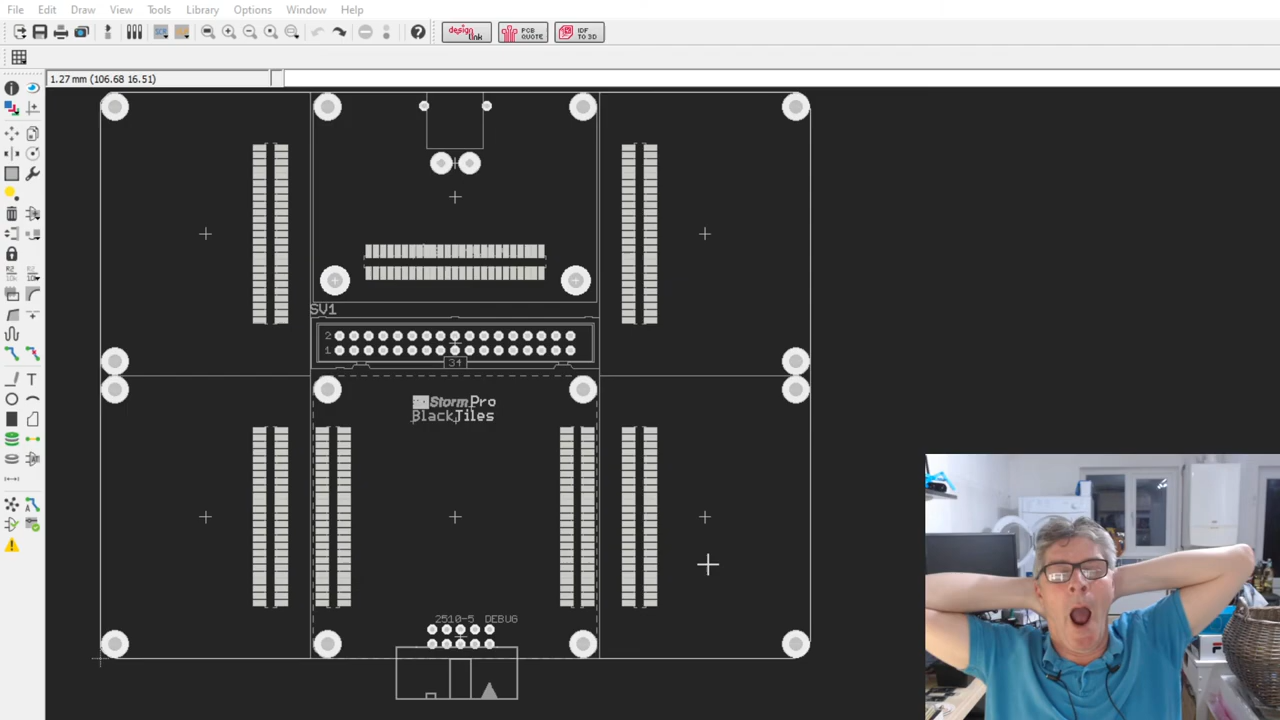 File Edit Draw View Tools Library Options Window Help
design link PCB QUOTE IDF TO 3D
1.27 mm (106.68 16.51)
SV1
2
1
34
StormPro
BlackTiles
2510-5 DEBUG